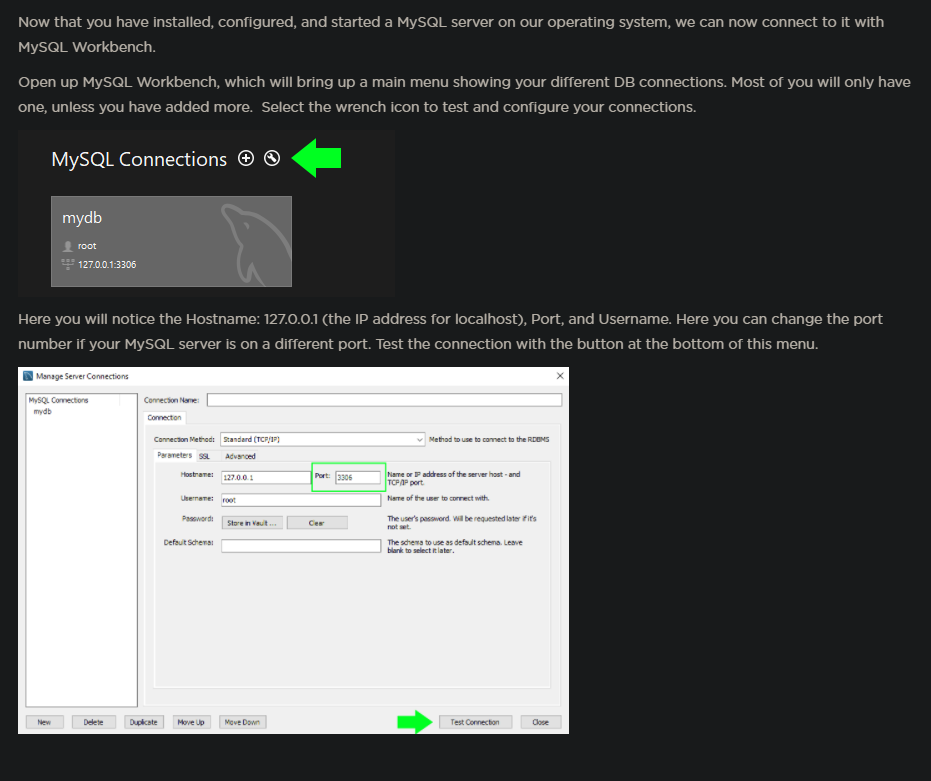 Now that you have installed, configured, and started a MySQL server on our operating system, we can now connect to it with
MySQL Workbench.
Open up MySQL Workbench, which will bring up a main menu showing your different DB connections. Most of you will only have
one, unless you have added more.  Select the wrench icon to test and configure your connections.
MySQL Connections
mydb
root
127.0.0.1:3306
Here you will notice the Hostname: 127.0.0.1 (the IP address for localhost), Port, and Username. Here you can change the port
number if your MySQL server is on a different port. Test the connection with the button at the bottom of this menu.
Manage Server Connections
MySQL Connections
mydb
Connection Name:
Connection
Connection Method: Standard (TCP/IP) Method to use to connect to the RDBMS
Parameters SSL Advanced
Hostname: 127.0.0.1 Port: 3306 Name or IP address of the server host - and
TCP/IP port.
Username: root Name of the user to connect with.
Password: Store in Vault ... Clear The user's password. Will be requested later if it's
not set.
Default Schema: The schema to use as default schema. Leave
blank to select it later.
New Delete Duplicate Move Up Move Down Test Connection Close